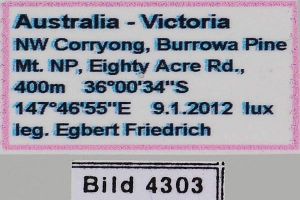 Australia - Victoria
NW Corryong, Burrowa Pine
Mt. NP, Eighty Acre Rd.,
400m 36°00'34"S
147°46'55"E 9.1.2012 lux
leg. Egbert Friedrich
Bild 4303